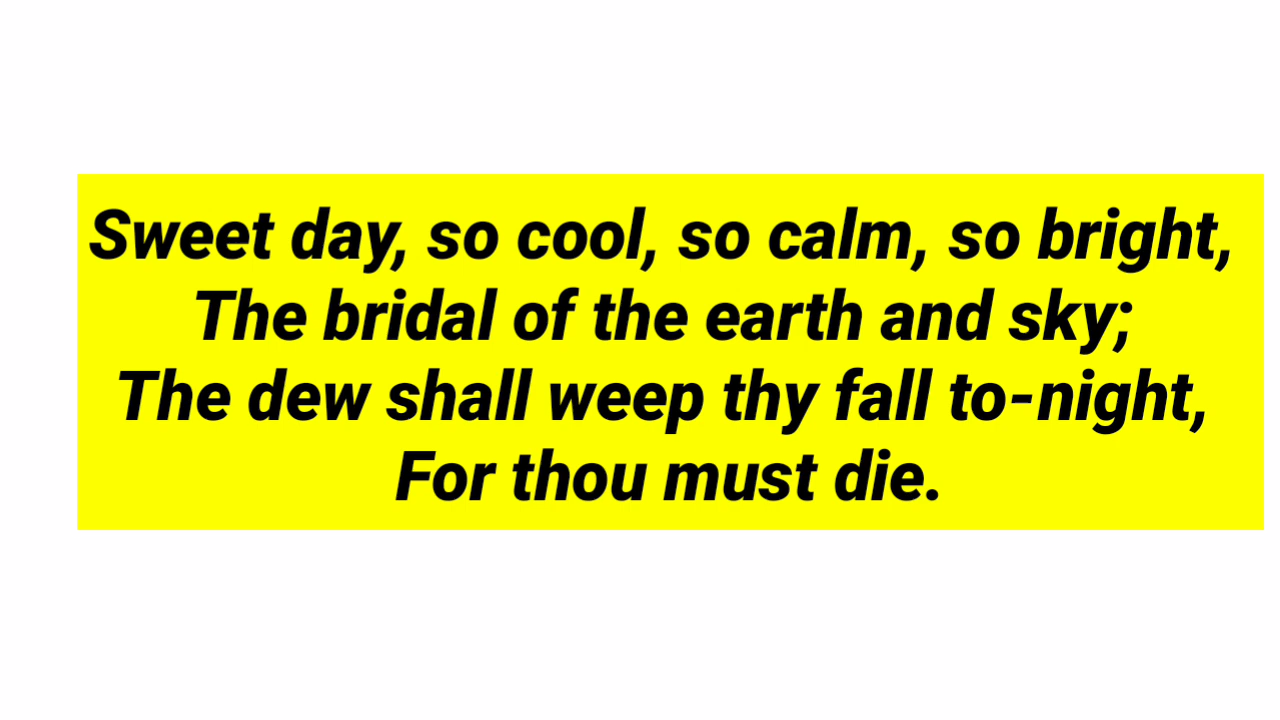 Sweet day, so cool, so calm, so bright,
The bridal of the earth and sky;
The dew shall weep thy fall to-night,
For thou must die.